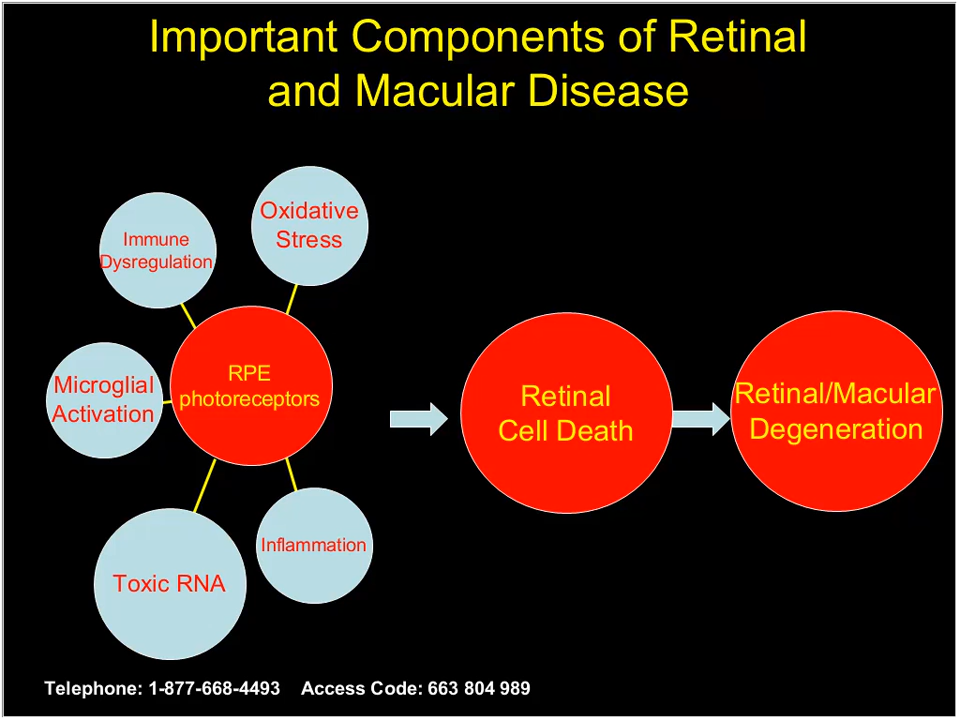 Important Components of Retinal
and Macular Disease
Oxidative
Stress
Immune
Dysregulation
RPE
photoreceptors
Microglial
Activation
Retinal
Cell Death
Retinal/Macular
Degeneration
Inflammation
Toxic RNA
Telephone: 1-877-668-4493 Access Code: 663 804 989